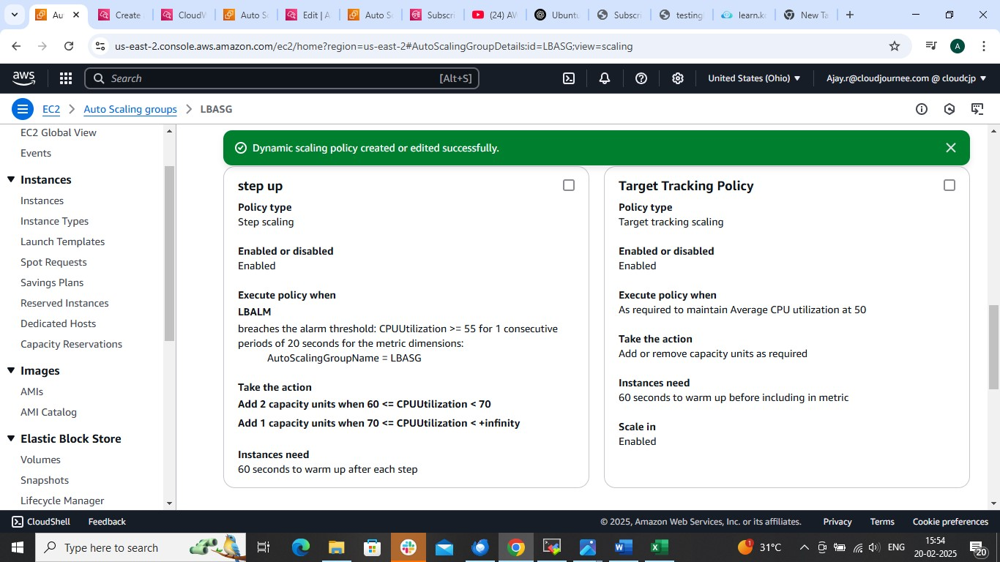 Au
Create
CloudW
Auto Sc
Edit | A
Auto Sc
Subscri
(24) AW
Ubuntu
Subscri
testing
learn.ko
New Ta
us-east-2.console.aws.amazon.com/ec2/home?region=us-east-2#AutoScalingGroupDetails:id=LBASG;view=scaling
A
aws
Search
[Alt+S]
United States (Ohio)
Ajay.r@cloudjournee.com @ cloudcjp
EC2
Auto Scaling groups
LBASG
EC2 Global View
Events
Instances
Instances
Instance Types
Launch Templates
Spot Requests
Savings Plans
Reserved Instances
Dedicated Hosts
Capacity Reservations
Images
AMIs
AMI Catalog
Elastic Block Store
Volumes
Snapshots
Lifecycle Manager
Dynamic scaling policy created or edited successfully.
step up
Policy type
Step scaling
Enabled or disabled
Enabled
Execute policy when
LBALM
breaches the alarm threshold: CPUUtilization >= 55 for 1 consecutive
periods of 20 seconds for the metric dimensions:
AutoScalingGroupName = LBASG
Take the action
Add 2 capacity units when 60 <= CPUUtilization < 70
Add 1 capacity units when 70 <= CPUUtilization < +infinity
Instances need
60 seconds to warm up after each step
Target Tracking Policy
Policy type
Target tracking scaling
Enabled or disabled
Enabled
Execute policy when
As required to maintain Average CPU utilization at 50
Take the action
Add or remove capacity units as required
Instances need
60 seconds to warm up before including in metric
Scale in
Enabled
CloudShell
Feedback
© 2025, Amazon Web Services, Inc. or its affiliates.
Privacy
Terms
Cookie preferences
Type here to search
1
31°C
ENG
15:54
20-02-2025
20